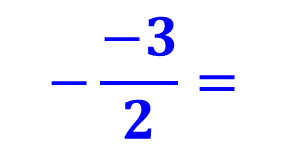 − −3/2 =